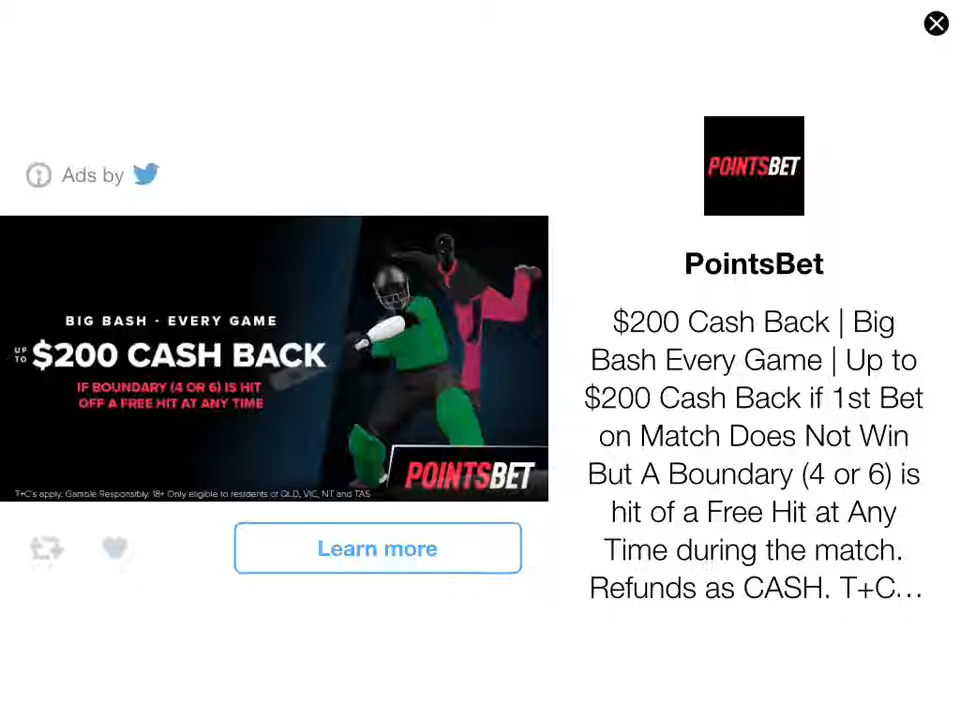 Ads by
BIG BASH · EVERY GAME
UP TO $200 CASH BACK
IF BOUNDARY (4 OR 6) IS HIT
OFF A FREE HIT AT ANY TIME
POINTSBET
T+C's apply. Gamble Responsibly. 18+ Only eligible to residents of QLD, VIC, NT and TAS
Learn more
POINTSBET
PointsBet
$200 Cash Back | Big
Bash Every Game | Up to
$200 Cash Back if 1st Bet
on Match Does Not Win
But A Boundary (4 or 6) is
hit of a Free Hit at Any
Time during the match.
Refunds as CASH. T+C…